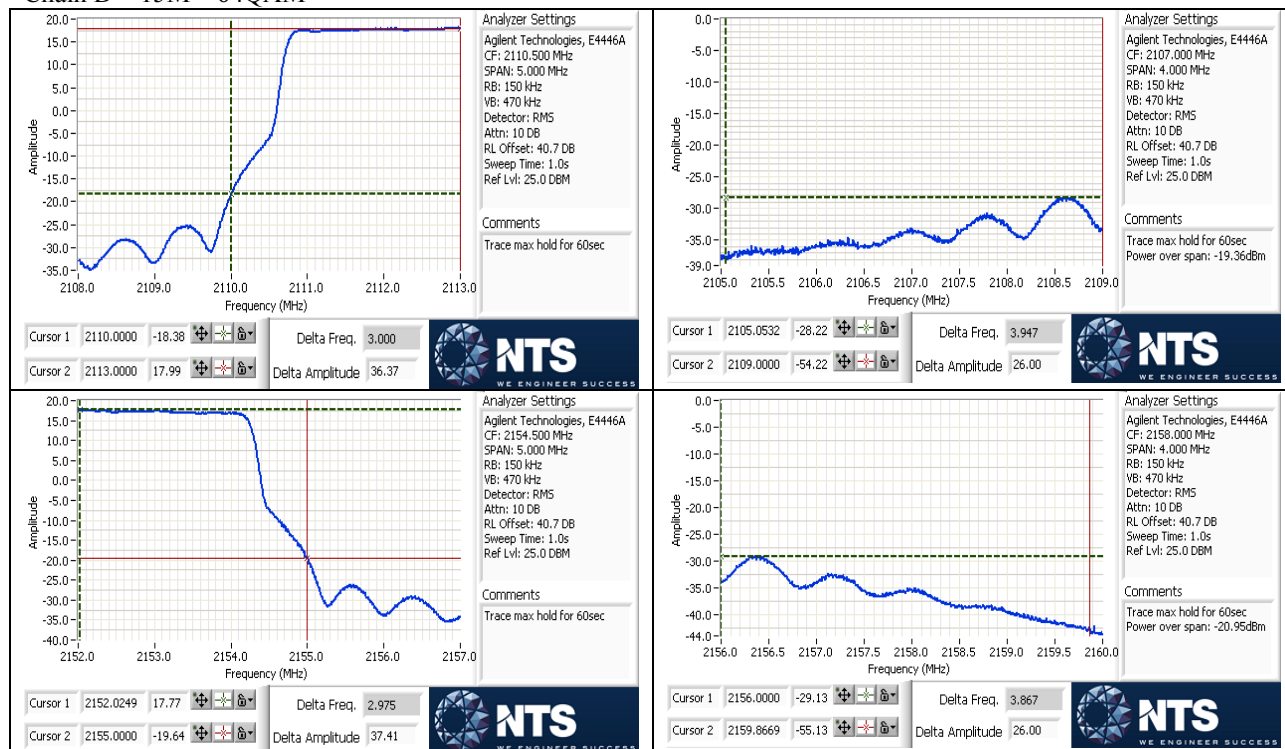 Chain B – 15M – 64QAM
20.0
15.0
10.0
5.0
0.0
-5.0
-10.0
-15.0
-20.0
-25.0
-30.0
-35.0
Amplitude
2108.0 2109.0 2110.0 2111.0 2112.0 2113.0
Frequency (MHz)
Analyzer Settings
Agilent Technologies, E4446A
CF: 2110.500 MHz
SPAN: 5.000 MHz
RB: 150 kHz
VB: 470 kHz
Detector: RMS
Attn: 10 DB
RL Offset: 40.7 DB
Sweep Time: 1.0s
Ref Lvl: 25.0 DBM
Comments
Trace max hold for 60sec
Cursor 1 2110.0000 -18.38
Cursor 2 2113.0000 17.99
Delta Freq. 3.000
Delta Amplitude 36.37
NTS
WE ENGINEER SUCCESS
0.0
-5.0
-10.0
-15.0
-20.0
-25.0
-30.0
-35.0
-39.0
Amplitude
2105.0 2105.5 2106.0 2106.5 2107.0 2107.5 2108.0 2108.5 2109.0
Frequency (MHz)
Analyzer Settings
Agilent Technologies, E4446A
CF: 2107.000 MHz
SPAN: 4.000 MHz
RB: 150 kHz
VB: 470 kHz
Detector: RMS
Attn: 10 DB
RL Offset: 40.7 DB
Sweep Time: 1.0s
Ref Lvl: 25.0 DBM
Comments
Trace max hold for 60sec
Power over span: -19.36dBm
Cursor 1 2105.0532 -28.22
Cursor 2 2109.0000 -54.22
Delta Freq. 3.947
Delta Amplitude 26.00
NTS
WE ENGINEER SUCCESS
20.0
15.0
10.0
5.0
0.0
-5.0
-10.0
-15.0
-20.0
-25.0
-30.0
-35.0
-40.0
Amplitude
2152.0 2153.0 2154.0 2155.0 2156.0 2157.0
Frequency (MHz)
Analyzer Settings
Agilent Technologies, E4446A
CF: 2154.500 MHz
SPAN: 5.000 MHz
RB: 150 kHz
VB: 470 kHz
Detector: RMS
Attn: 10 DB
RL Offset: 40.7 DB
Sweep Time: 1.0s
Ref Lvl: 25.0 DBM
Comments
Trace max hold for 60sec
Cursor 1 2152.0249 17.77
Cursor 2 2155.0000 -19.64
Delta Freq. 2.975
Delta Amplitude 37.41
NTS
WE ENGINEER SUCCESS
0.0
-5.0
-10.0
-15.0
-20.0
-25.0
-30.0
-35.0
-40.0
-44.0
Amplitude
2156.0 2156.5 2157.0 2157.5 2158.0 2158.5 2159.0 2159.5 2160.0
Frequency (MHz)
Analyzer Settings
Agilent Technologies, E4446A
CF: 2158.000 MHz
SPAN: 4.000 MHz
RB: 150 kHz
VB: 470 kHz
Detector: RMS
Attn: 10 DB
RL Offset: 40.7 DB
Sweep Time: 1.0s
Ref Lvl: 25.0 DBM
Comments
Trace max hold for 60sec
Power over span: -20.95dBm
Cursor 1 2156.0000 -29.13
Cursor 2 2159.8669 -55.13
Delta Freq. 3.867
Delta Amplitude 26.00
NTS
WE ENGINEER SUCCESS